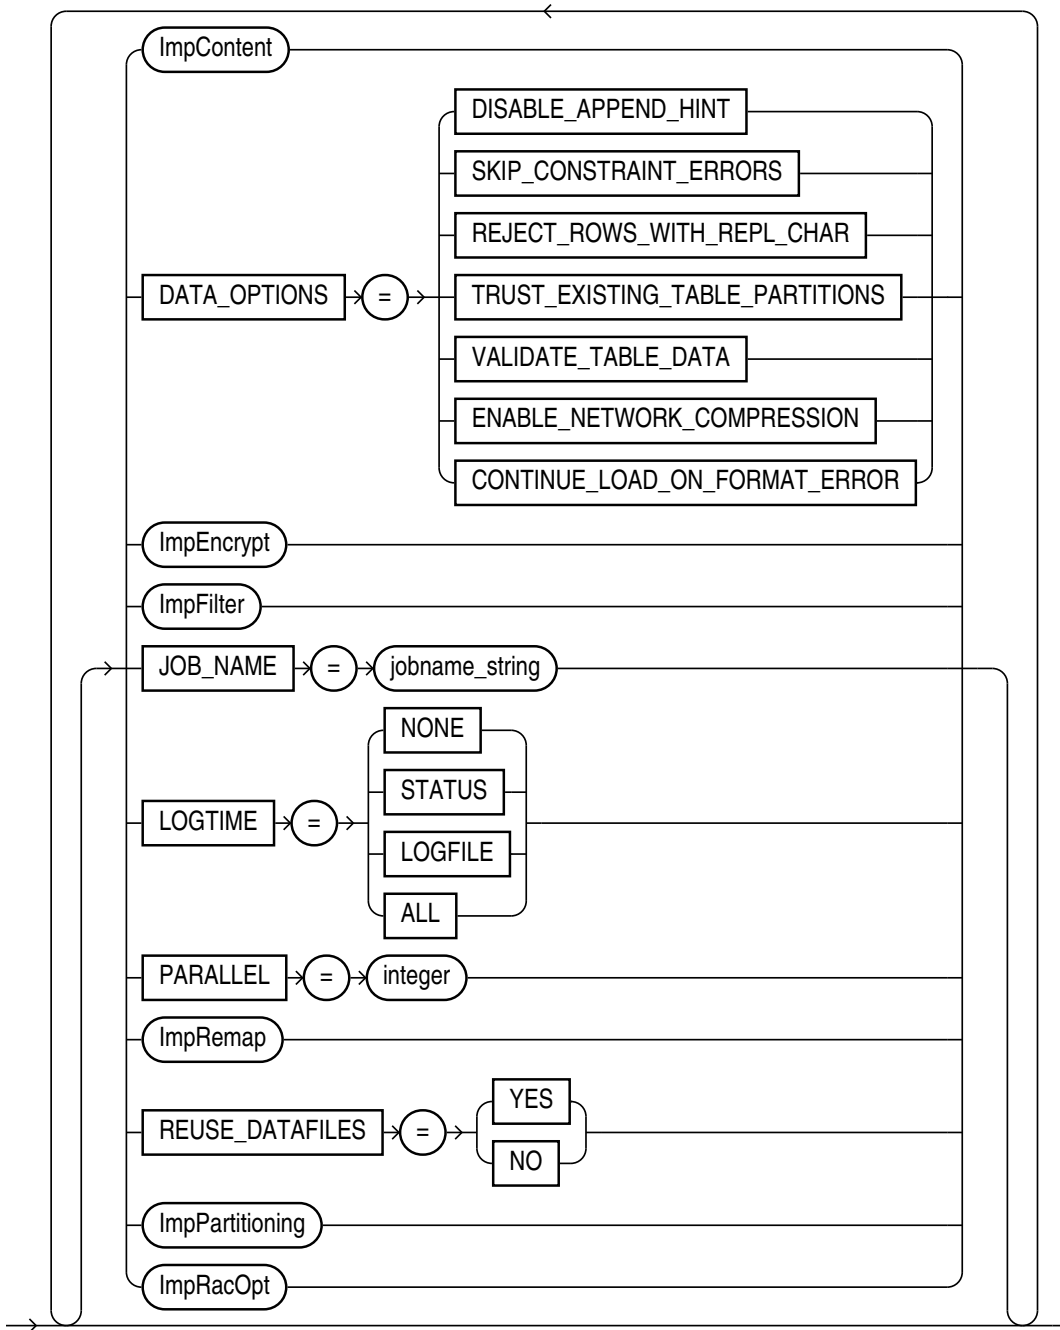 ImpContent
DISABLE_APPEND_HINT
SKIP_CONSTRAINT_ERRORS
REJECT_ROWS_WITH_REPL_CHAR
DATA_OPTIONS = TRUST_EXISTING_TABLE_PARTITIONS
VALIDATE_TABLE_DATA
ENABLE_NETWORK_COMPRESSION
CONTINUE_LOAD_ON_FORMAT_ERROR
ImpEncrypt
ImpFilter
JOB_NAME = jobname_string
NONE
STATUS
LOGTIME =
LOGFILE
ALL
PARALLEL = integer
ImpRemap
YES
REUSE_DATAFILES =
NO
ImpPartitioning
ImpRacOpt